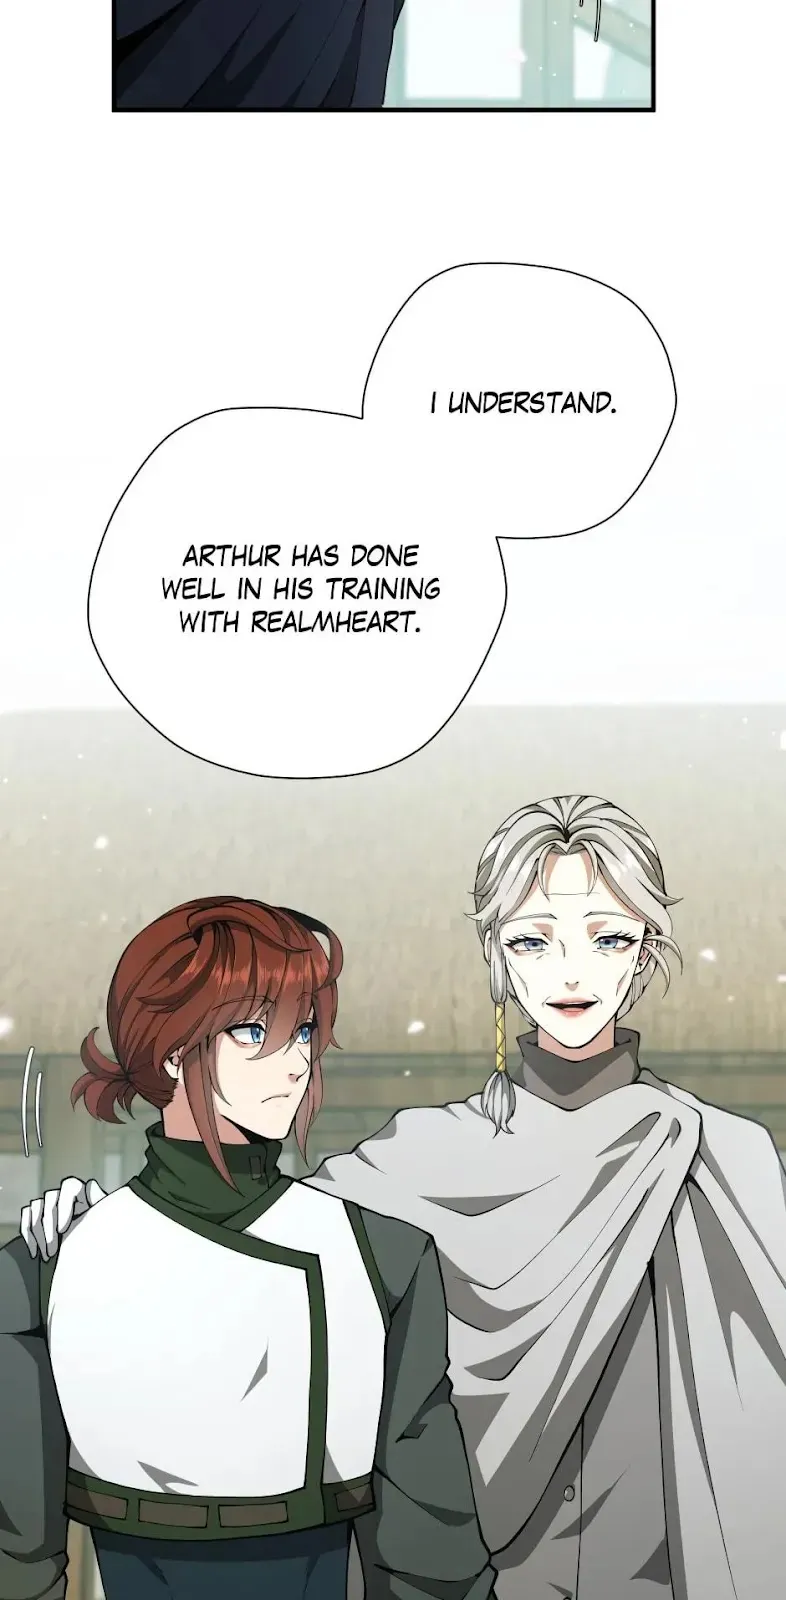 I UNDERSTAND.
ARTHUR HAS DONE
WELL IN HIS TRAINING
WITH REALMHEART.